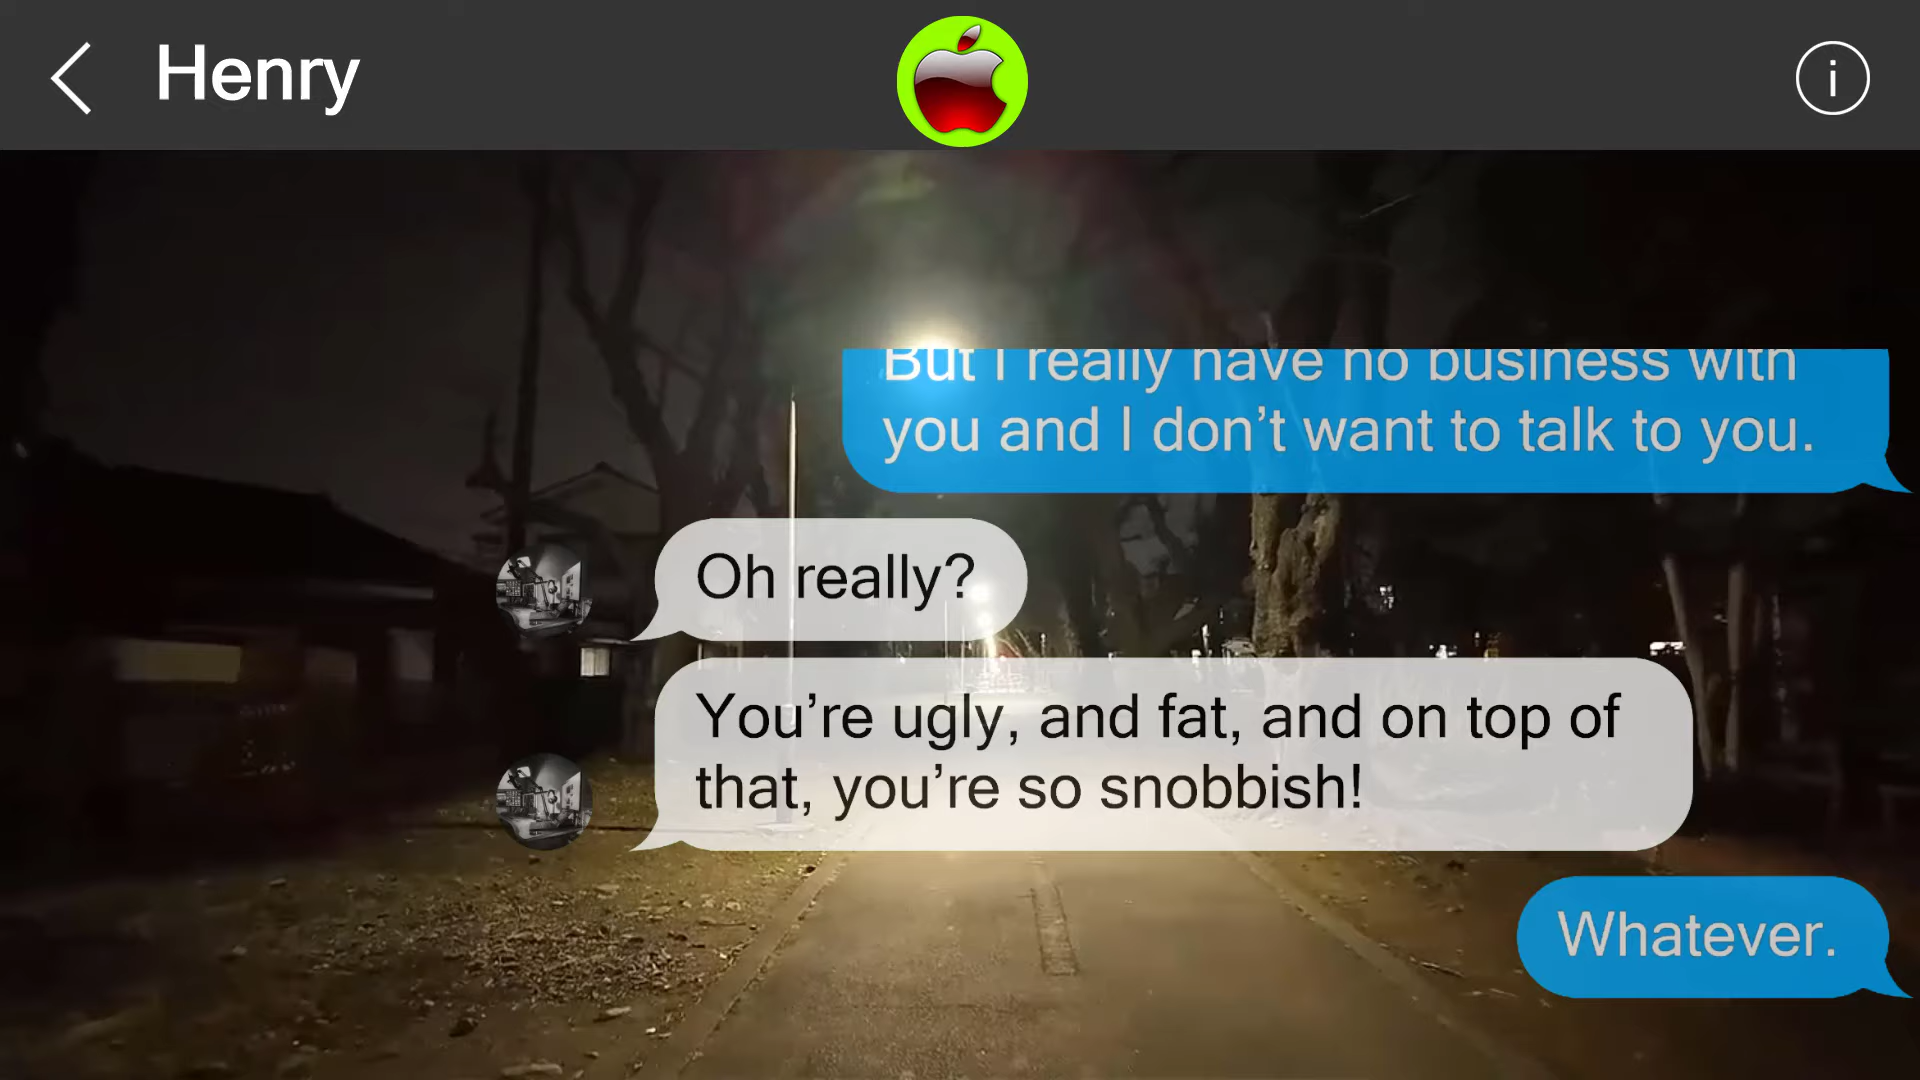 Henry
i
But I really have no business with
you and I don’t want to talk to you.
Oh really?
You’re ugly, and fat, and on top of
that, you’re so snobbish!
Whatever.